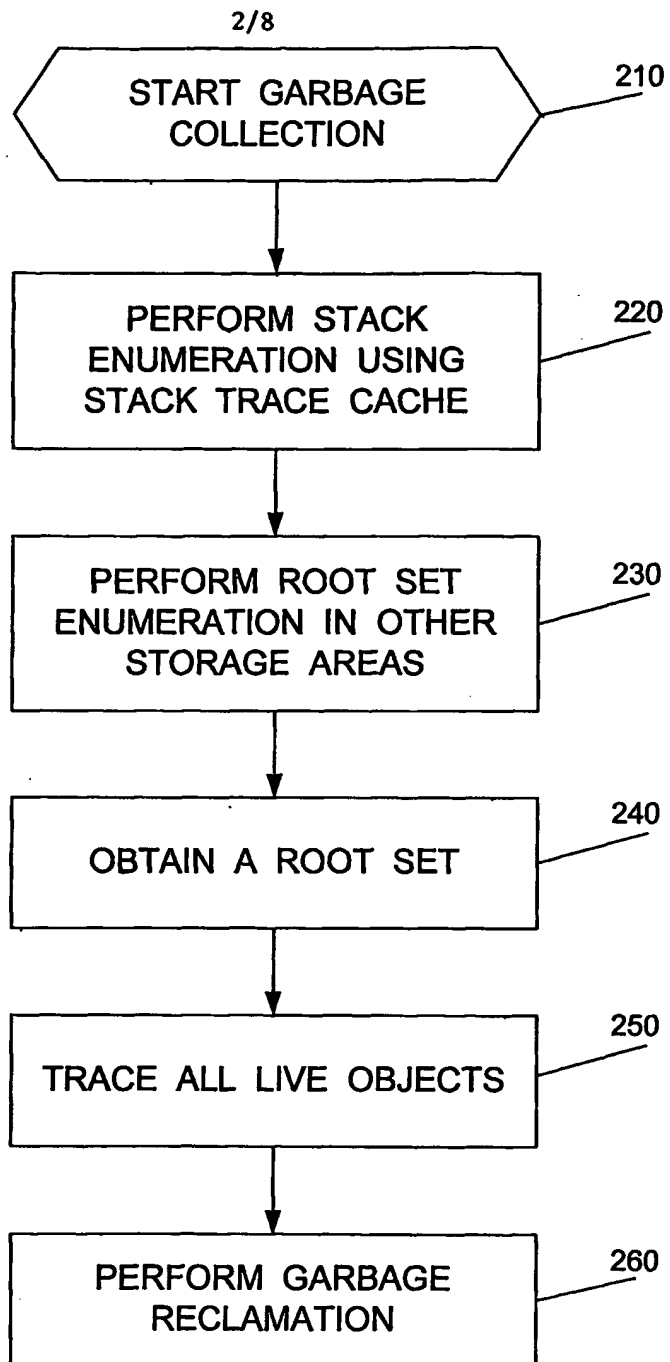 2/8
START GARBAGE
COLLECTION
210
PERFORM STACK
ENUMERATION USING
STACK TRACE CACHE
220
PERFORM ROOT SET
ENUMERATION IN OTHER
STORAGE AREAS
230
OBTAIN A ROOT SET
240
TRACE ALL LIVE OBJECTS
250
PERFORM GARBAGE
RECLAMATION
260